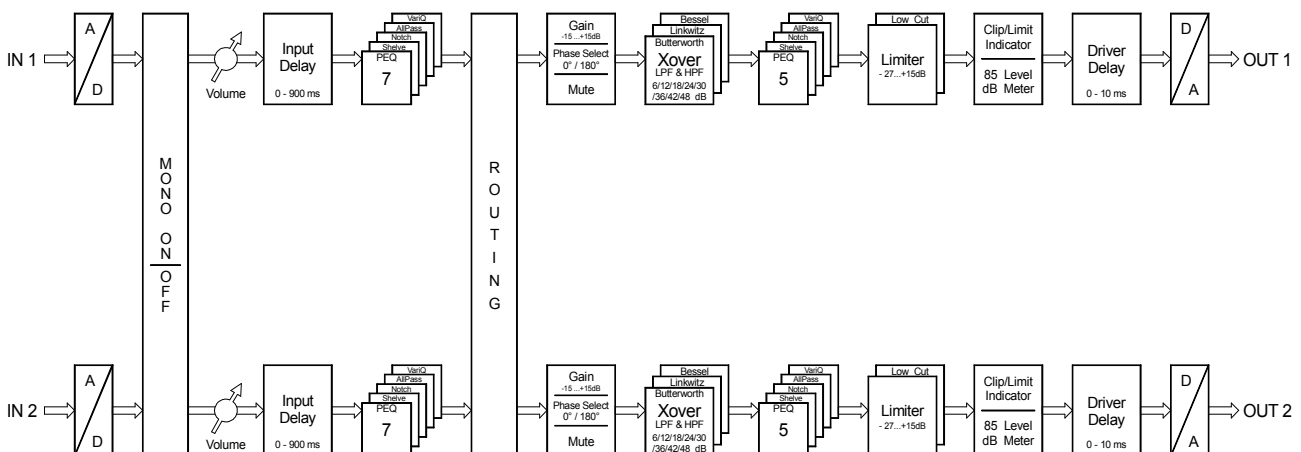 IN 1
A
D
Volume
Input
Delay
0 - 900 ms
VariQ
AllPass
Notch
Shelve
PEQ
7
Gain
-15 ...+15dB
Phase Select
0° / 180°
Mute
Bessel
Linkwitz
Butterworth
Xover
LPF & HPF
6/12/18/24/30
/36/42/48 dB
VariQ
AllPass
Notch
Shelve
PEQ
5
Low Cut
Limiter
- 27...+15dB
Clip/Limit
Indicator
85 Level
dB Meter
Driver
Delay
0 - 10 ms
D
A
OUT 1
MONO ON
OFF
ROUTING
IN 2
A
D
Volume
Input
Delay
0 - 900 ms
VariQ
AllPass
Notch
Shelve
PEQ
7
Gain
-15 ...+15dB
Phase Select
0° / 180°
Mute
Bessel
Linkwitz
Butterworth
Xover
LPF & HPF
6/12/18/24/30
/36/42/48 dB
VariQ
AllPass
Notch
Shelve
PEQ
5
Low Cut
Limiter
- 27...+15dB
Clip/Limit
Indicator
85 Level
dB Meter
Driver
Delay
0 - 10 ms
D
A
OUT 2